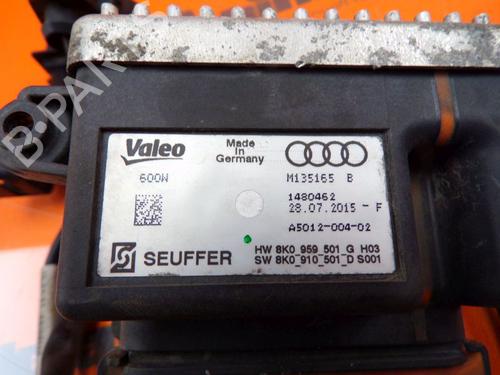 B-PARTS
Valeo
Made in
Germany
600W
M135165 B
1480462
28.07.2015 - F
A5012-004-02
SEUFFER
HW 8K0 959 501 G H03
SW 8K0 910 501 D S001